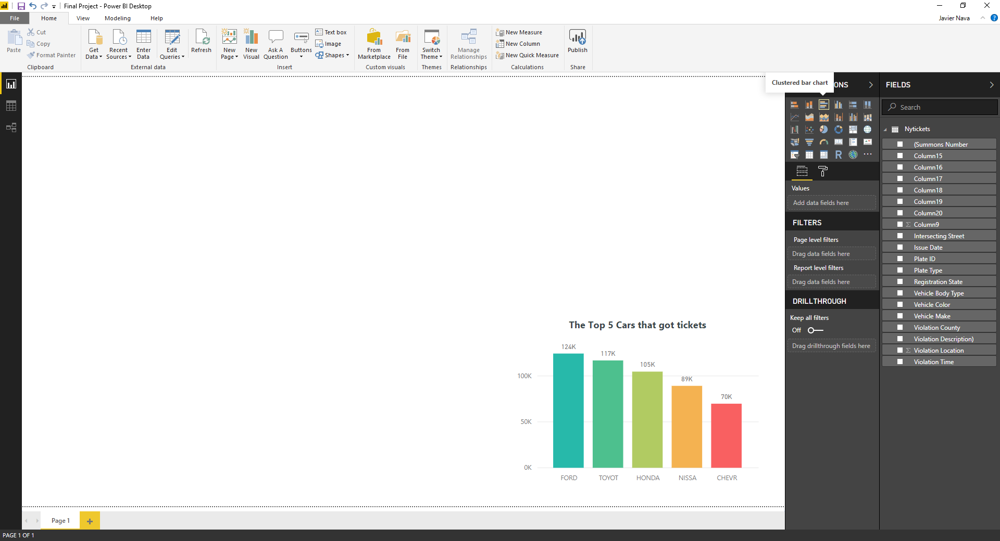 Final Project - Power BI Desktop
File Home View Modeling Help
Javier Nava
?
Paste
Cut
Copy
Format Painter
Clipboard
Get Data
Recent Sources
Enter Data
Edit Queries
Refresh
External data
New Page
New Visual
Ask A Question
Buttons
Text box
Image
Shapes
Insert
From Marketplace
From File
Custom visuals
Switch Theme
Themes
Manage Relationships
Relationships
New Measure
New Column
New Quick Measure
Calculations
Publish
Share
Clustered bar chart
ONS
R
Values
Add data fields here
FILTERS
Page level filters
Drag data fields here
Report level filters
Drag data fields here
DRILLTHROUGH
Keep all filters
Off
Drag drillthrough fields here
FIELDS
Search
Nytickets
(Summons Number
Column15
Column16
Column17
Column18
Column19
Column20
Σ Column9
Intersecting Street
Issue Date
Plate ID
Plate Type
Registration State
Vehicle Body Type
Vehicle Color
Vehicle Make
Violation County
Violation Description)
Σ Violation Location
Violation Time
The Top 5 Cars that got tickets
124K
117K
105K
89K
70K
100K
50K
0K
FORD TOYOT HONDA NISSA CHEVR
Page 1
+
PAGE 1 OF 1